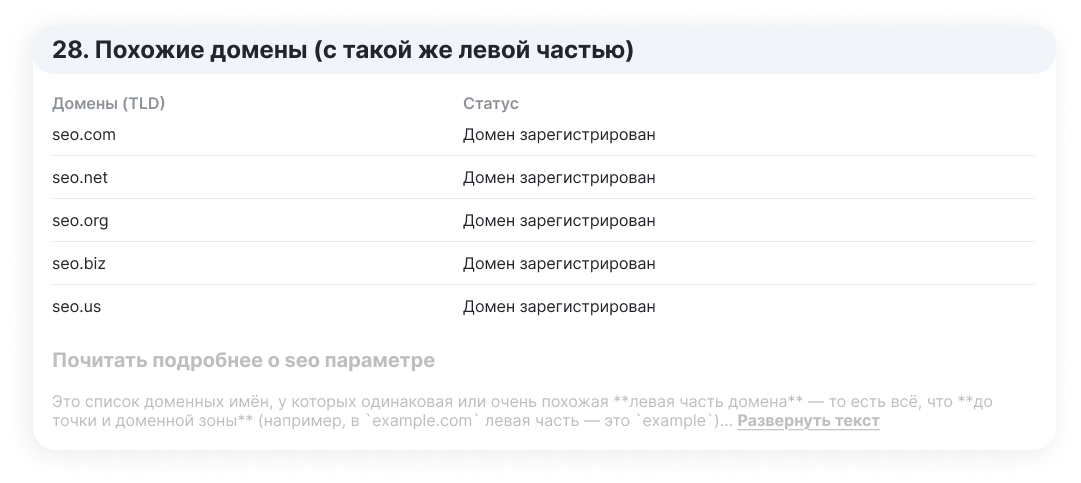 28. Похожие домены (с такой же левой частью)
Домены (TLD) Статус
seo.com Домен зарегистрирован
seo.net Домен зарегистрирован
seo.org Домен зарегистрирован
seo.biz Домен зарегистрирован
seo.us Домен зарегистрирован
Почитать подробнее о seo параметре
Это список доменных имён, у которых одинаковая или очень похожая **левая часть домена** — то есть всё, что **до
точки и доменной зоны** (например, в `example.com` левая часть — это `example`)... Развернуть текст